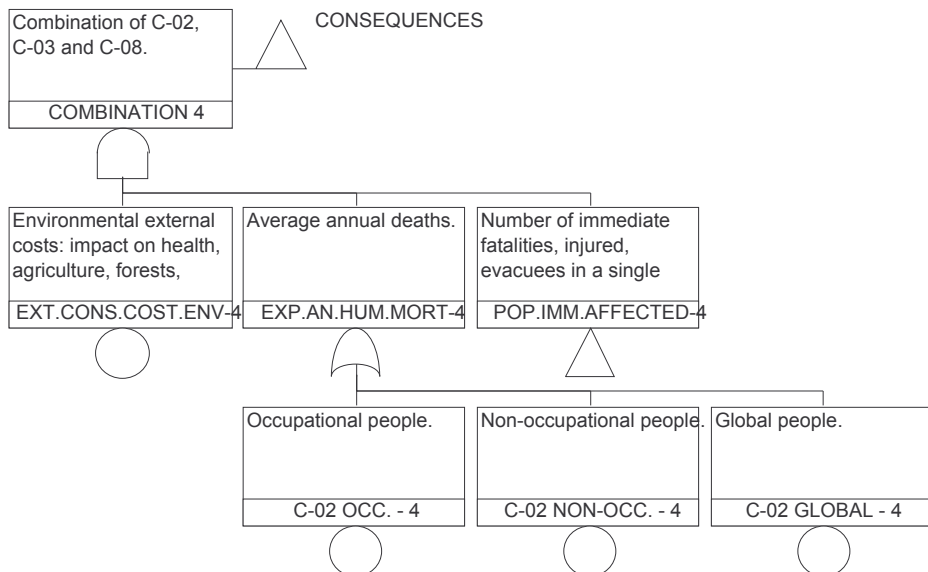 Combination of C-02,
C-03 and C-08.
COMBINATION 4
CONSEQUENCES
Environmental external
costs: impact on health,
agriculture, forests,
EXT.CONS.COST.ENV-4
Average annual deaths.
EXP.AN.HUM.MORT-4
Number of immediate
fatalities, injured,
evacuees in a single
POP.IMM.AFFECTED-4
Occupational people.
C-02 OCC. - 4
Non-occupational people.
C-02 NON-OCC. - 4
Global people.
C-02 GLOBAL - 4